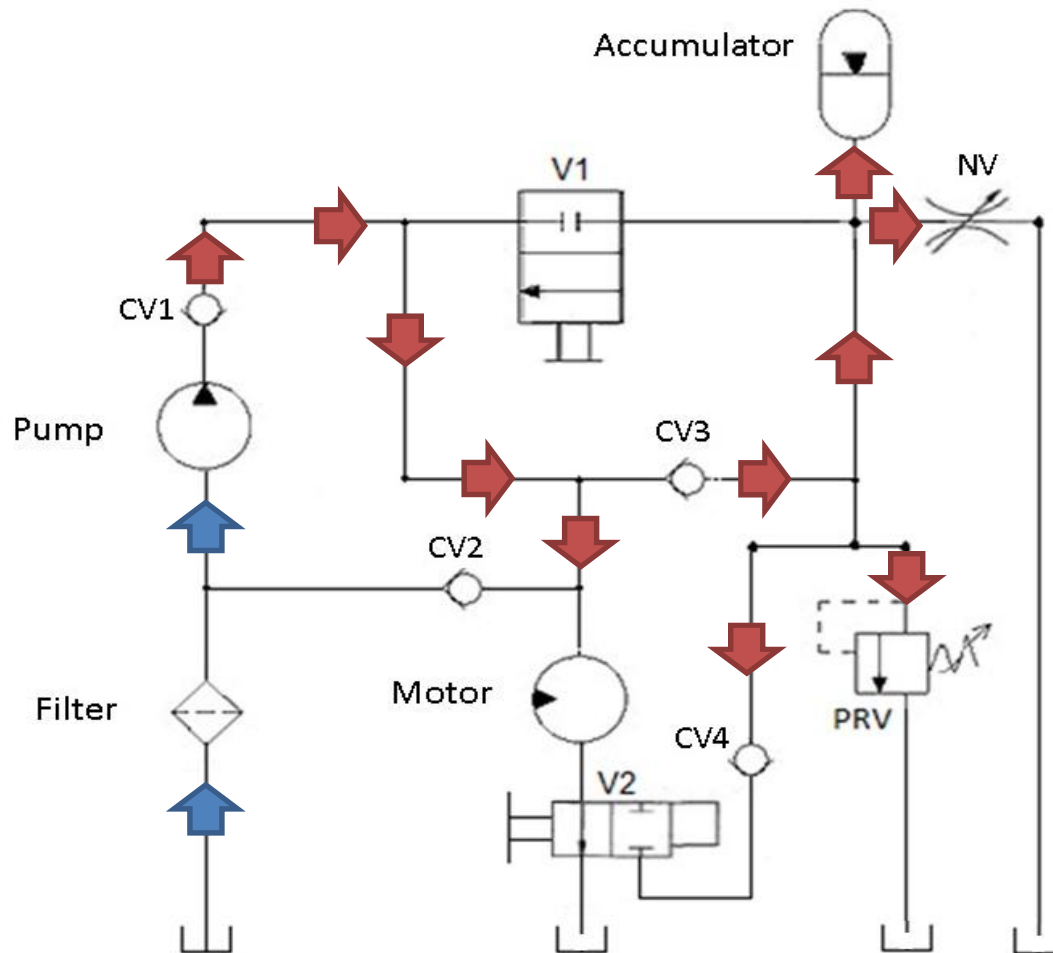 Accumulator
V1
NV
CV1
Pump
CV3
CV2
Filter
Motor
CV4
PRV
V2